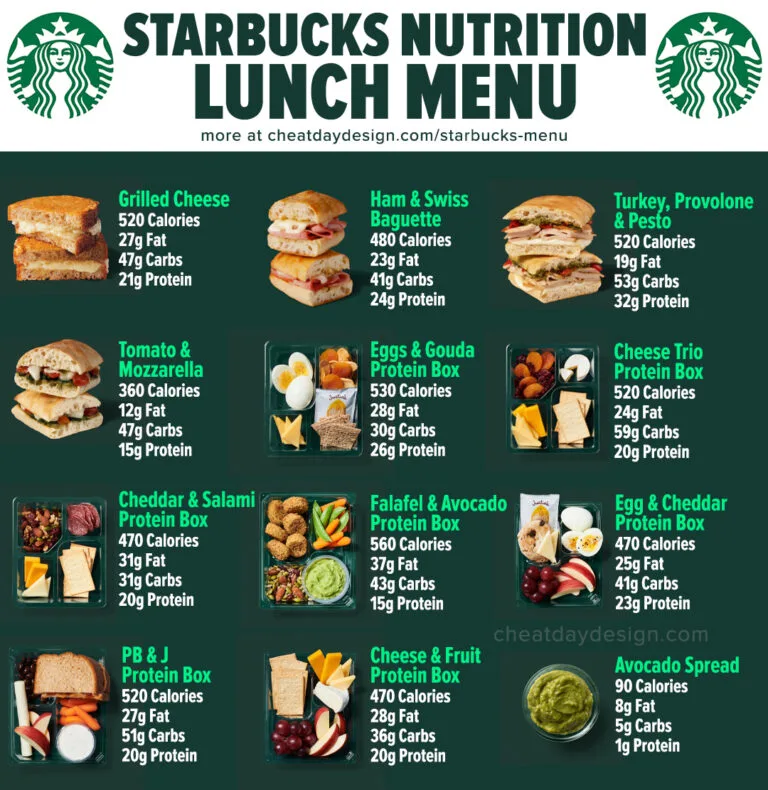 STARBUCKS NUTRITION
LUNCH MENU
more at cheatdaydesign.com/starbucks-menu
Grilled Cheese
520 Calories
27g Fat
47g Carbs
21g Protein
Ham & Swiss
Baguette
480 Calories
23g Fat
41g Carbs
24g Protein
Turkey, Provolone
& Pesto
520 Calories
19g Fat
53g Carbs
32g Protein
Tomato &
Mozzarella
360 Calories
12g Fat
47g Carbs
15g Protein
Eggs & Gouda
Protein Box
530 Calories
28g Fat
30g Carbs
26g Protein
Cheese Trio
Protein Box
520 Calories
24g Fat
59g Carbs
20g Protein
Cheddar & Salami
Protein Box
470 Calories
31g Fat
31g Carbs
20g Protein
Falafel & Avocado
Protein Box
560 Calories
37g Fat
43g Carbs
15g Protein
Egg & Cheddar
Protein Box
470 Calories
25g Fat
41g Carbs
23g Protein
cheatdaydesign.com
PB & J
Protein Box
520 Calories
27g Fat
51g Carbs
20g Protein
Cheese & Fruit
Protein Box
470 Calories
28g Fat
36g Carbs
20g Protein
Avocado Spread
90 Calories
8g Fat
5g Carbs
1g Protein